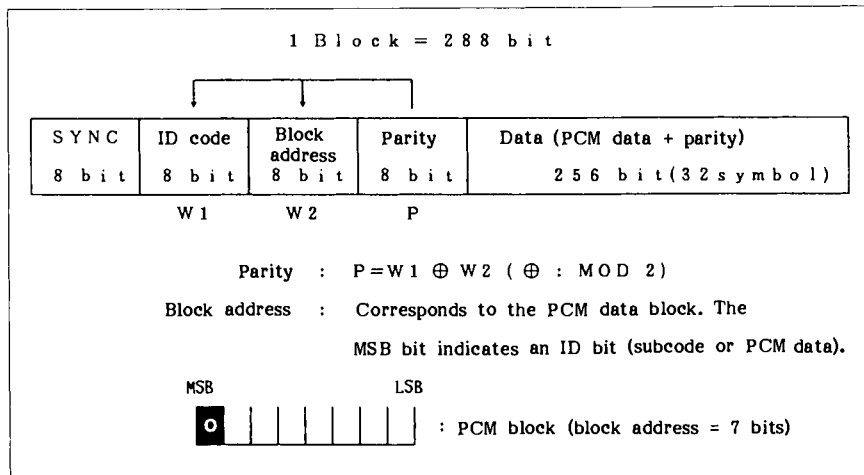 1 Block = 288 bit
SYNC ID code Block address Parity Data (PCM data + parity)
8 bit 8 bit 8 bit 8 bit 256 bit(32symbol)
W1 W2 P
Parity : P=W1 ⊕ W2 ( ⊕ : MOD 2)
Block address : Corresponds to the PCM data block. The
MSB bit indicates an ID bit (subcode or PCM data).
MSB LSB
0 : PCM block (block address = 7 bits)